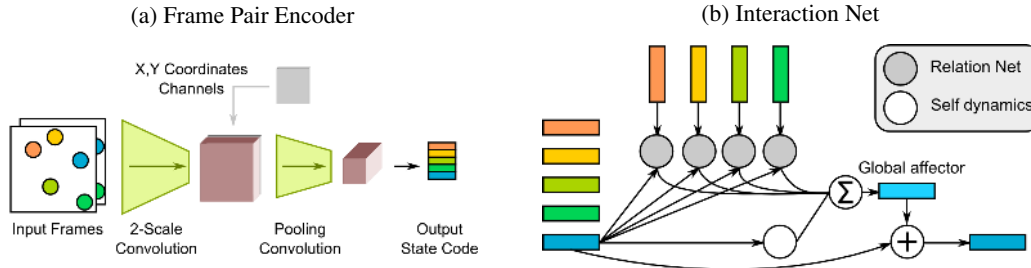 (a) Frame Pair Encoder
X,Y Coordinates
Channels
Input Frames
2-Scale
Convolution
Pooling
Convolution
Output
State Code
(b) Interaction Net
Relation Net
Self dynamics
Global affector
Σ
+